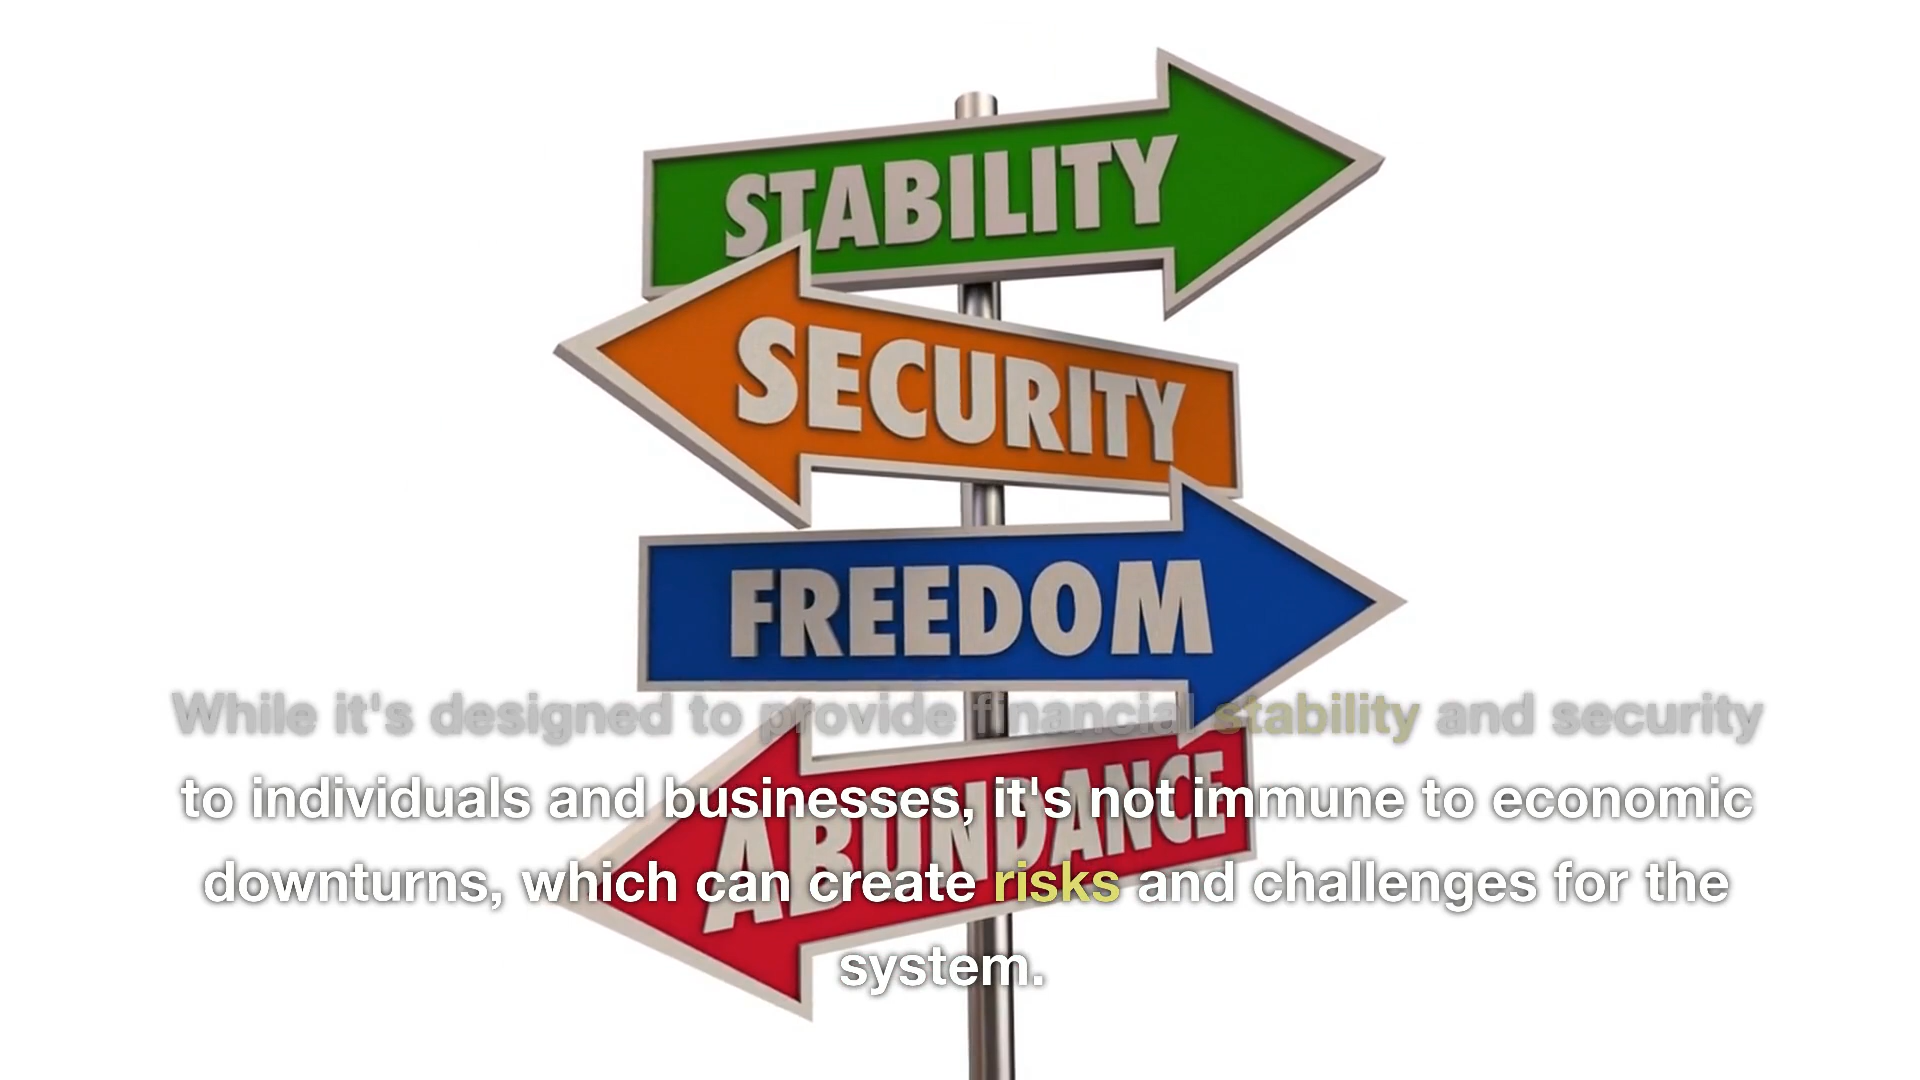 STABILITY
SECURITY
FREEDOM
ABUNDANCE
While it's designed to provide financial stability and security
to individuals and businesses, it's not immune to economic
downturns, which can create risks and challenges for the
system.